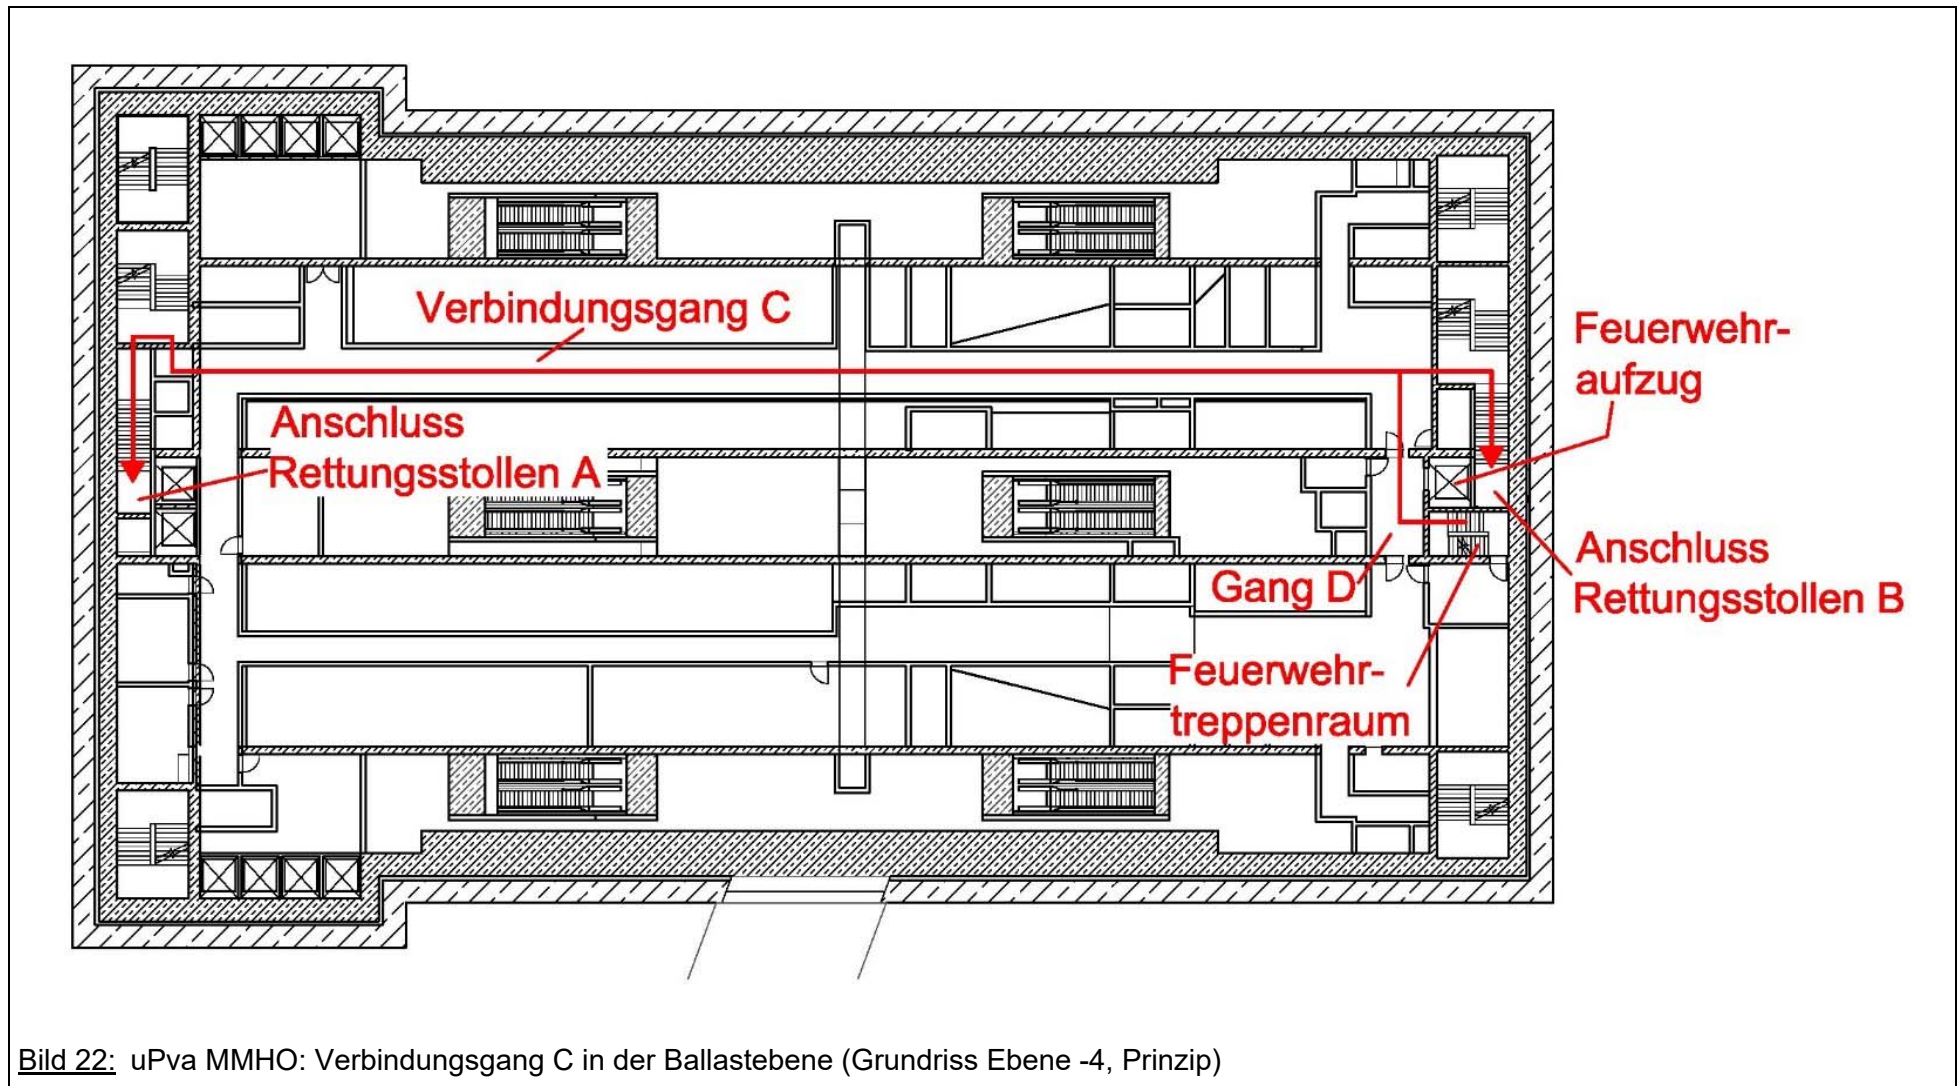 Verbindungsgang C
Feuerwehr-
aufzug
Anschluss
Rettungsstollen A
Anschluss
Rettungsstollen B
Gang D
Feuerwehr-
treppenraum
Bild 22: uPva MMHO: Verbindungsgang C in der Ballastebene (Grundriss Ebene -4, Prinzip)